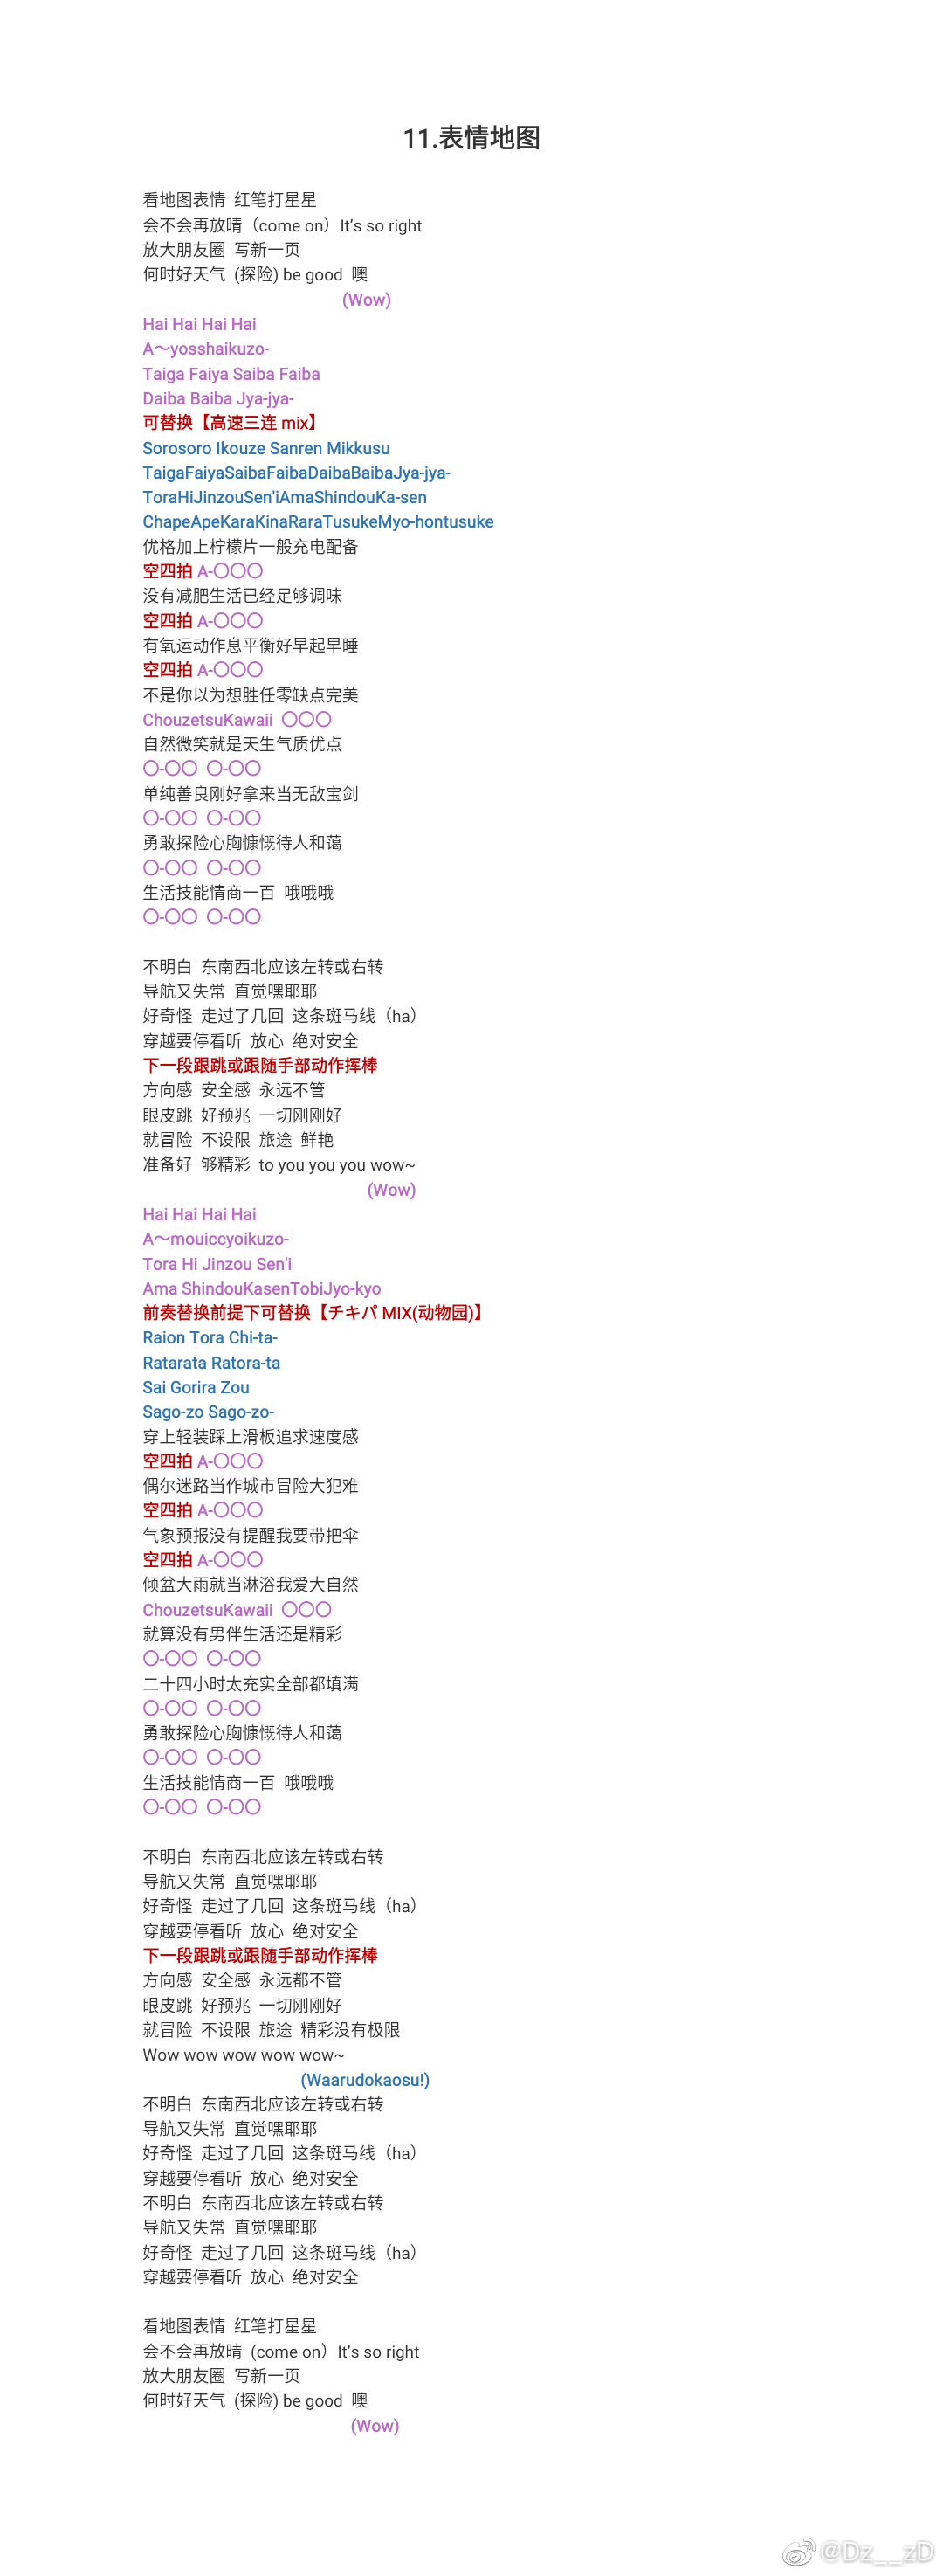 11.表情地图
看地图表情 红笔打星星
会不会再放晴（come on）It's so right
放大朋友圈 写新一页
何时好天气 (探险) be good 噢
(Wow)
Hai Hai Hai Hai
A～yosshaikuzo-
Taiga Faiya Saiba Faiba
Daiba Baiba Jya-jya-
可替换【高速三连 mix】
Sorosoro Ikouze Sanren Mikkusu
TaigaFaiyaSaibaFaibaDaibaBaibaJya-jya-
ToraHiJinzouSen'iAmaShindouKa-sen
ChapeApeKaraKinaRaraTusukeMyo-hontusuke
优格加上柠檬片一般充电配备
空四拍 A-〇〇〇
没有减肥生活已经足够调味
空四拍 A-〇〇〇
有氧运动作息平衡好早起早睡
空四拍 A-〇〇〇
不是你以为想胜任零缺点完美
ChouzetsuKawaii 〇〇〇
自然微笑就是天生气质优点
〇-〇〇 〇-〇〇
单纯善良刚好拿来当无敌宝剑
〇-〇〇 〇-〇〇
勇敢探险心胸慷慨待人和蔼
〇-〇〇 〇-〇〇
生活技能情商一百 哦哦哦
〇-〇〇 〇-〇〇
不明白 东南西北应该左转或右转
导航又失常 直觉嘿耶耶
好奇怪 走过了几回 这条斑马线（ha）
穿越要停看听 放心 绝对安全
下一段跟跳或跟随手部动作挥棒
方向感 安全感 永远不管
眼皮跳 好预兆 一切刚刚好
就冒险 不设限 旅途 鲜艳
准备好 够精彩 to you you you wow~
(Wow)
Hai Hai Hai Hai
A～mouiccyoikuzo-
Tora Hi Jinzou Sen'i
Ama ShindouKasenTobiJyo-kyo
前奏替换前提下可替换【チキパ MIX(动物园)】
Raion Tora Chi-ta-
Ratarata Ratora-ta
Sai Gorira Zou
Sago-zo Sago-zo-
穿上轻装踩上滑板追求速度感
空四拍 A-〇〇〇
偶尔迷路当作城市冒险大犯难
空四拍 A-〇〇〇
气象预报没有提醒我要带把伞
空四拍 A-〇〇〇
倾盆大雨就当淋浴我爱大自然
ChouzetsuKawaii 〇〇〇
就算没有男伴生活还是精彩
〇-〇〇 〇-〇〇
二十四小时太充实全部都填满
〇-〇〇 〇-〇〇
勇敢探险心胸慷慨待人和蔼
〇-〇〇 〇-〇〇
生活技能情商一百 哦哦哦
〇-〇〇 〇-〇〇
不明白 东南西北应该左转或右转
导航又失常 直觉嘿耶耶
好奇怪 走过了几回 这条斑马线（ha）
穿越要停看听 放心 绝对安全
下一段跟跳或跟随手部动作挥棒
方向感 安全感 永远都不管
眼皮跳 好预兆 一切刚刚好
就冒险 不设限 旅途 精彩没有极限
Wow wow wow wow wow~
(Waarudokaosu!)
不明白 东南西北应该左转或右转
导航又失常 直觉嘿耶耶
好奇怪 走过了几回 这条斑马线（ha）
穿越要停看听 放心 绝对安全
不明白 东南西北应该左转或右转
导航又失常 直觉嘿耶耶
好奇怪 走过了几回 这条斑马线（ha）
穿越要停看听 放心 绝对安全
看地图表情 红笔打星星
会不会再放晴 (come on）It's so right
放大朋友圈 写新一页
何时好天气 (探险) be good 噢
(Wow)
@Dz__zD